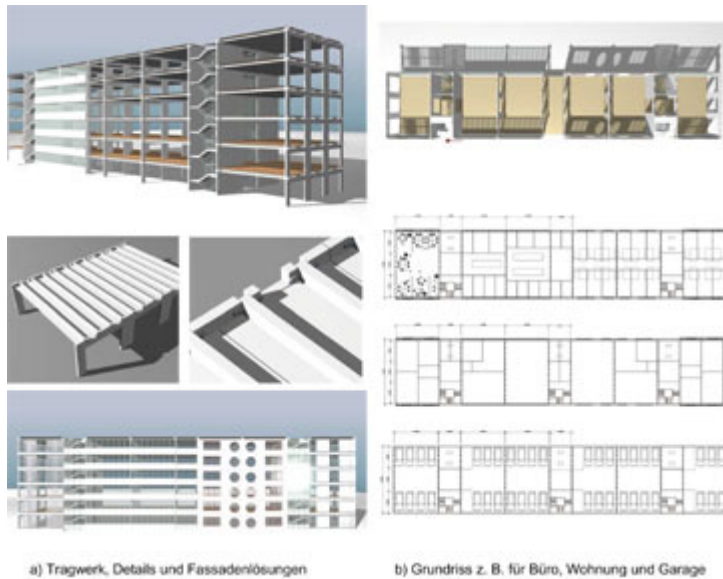 a) Tragwerk, Details und Fassadenlösungen
b) Grundriss z. B. für Büro, Wohnung und Garage